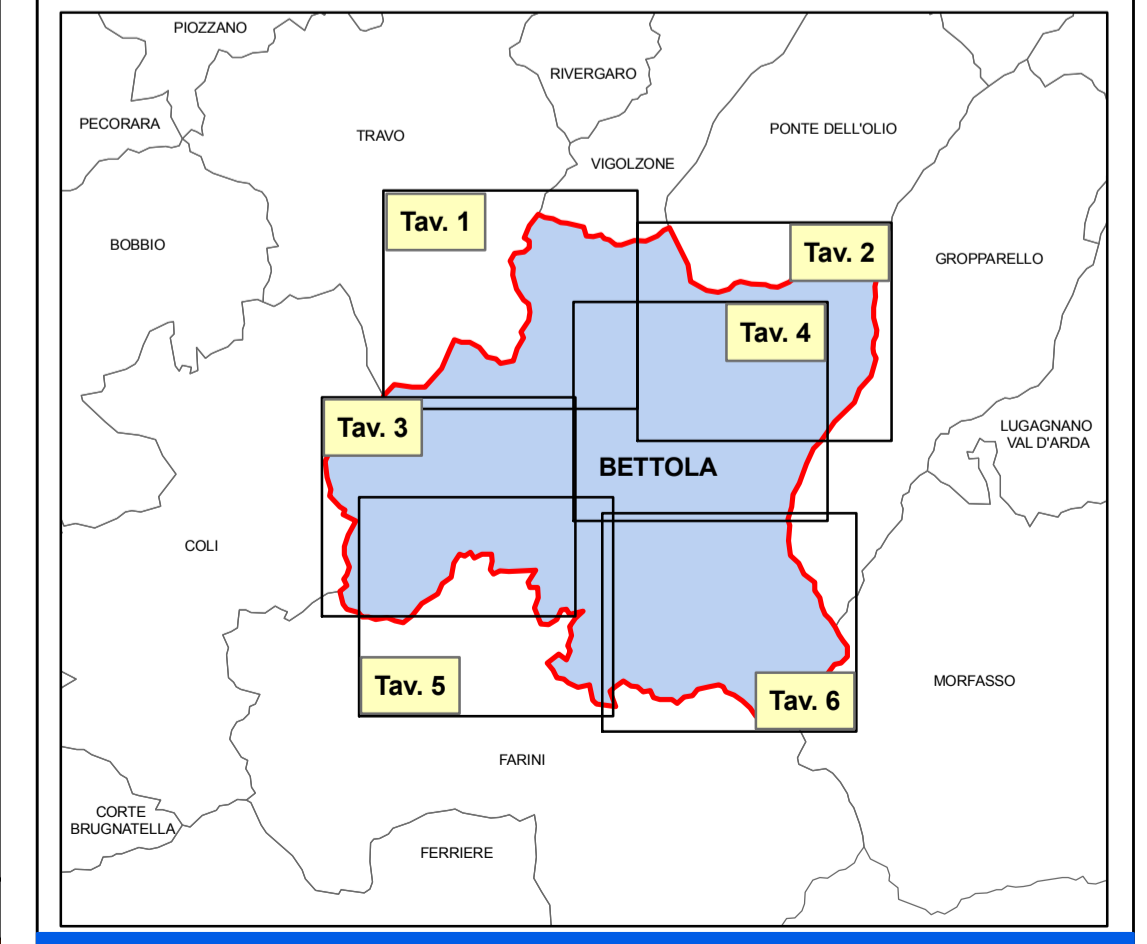 PIOZZANO
RIVERGARO
PECORARA
TRAVO
PONTE DELL'OLIO
VIGOLZONE
Tav. 1
BOBBIO
Tav. 2
GROPPARELLO
Tav. 4
Tav. 3
LUGAGNANO
VAL D'ARDA
BETTOLA
COLI
Tav. 5
MORFASSO
Tav. 6
FARINI
CORTE
BRUGNATELLA
FERRIERE